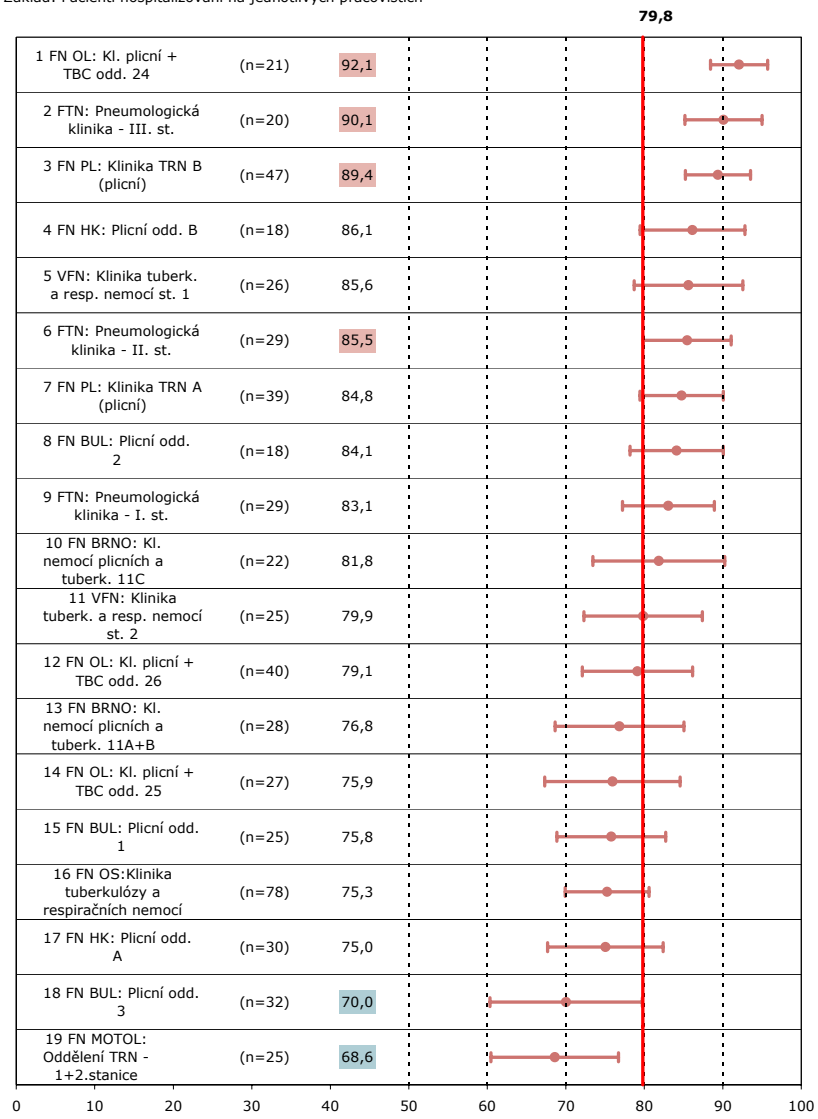 79,8
1 FN OL: Kl. plicní +
TBC odd. 24
(n=21)
92,1
2 FTN: Pneumologická
klinika - III. st.
(n=20)
90,1
3 FN PL: Klinika TRN B
(plicní)
(n=47)
89,4
4 FN HK: Plicní odd. B
(n=18)
86,1
5 VFN: Klinika tuberk.
a resp. nemocí st. 1
(n=26)
85,6
6 FTN: Pneumologická
klinika - II. st.
(n=29)
85,5
7 FN PL: Klinika TRN A
(plicní)
(n=39)
84,8
8 FN BUL: Plicní odd.
2
(n=18)
84,1
9 FTN: Pneumologická
klinika - I. st.
(n=29)
83,1
10 FN BRNO: Kl.
nemocí plicních a
tuberk. 11C
(n=22)
81,8
11 VFN: Klinika
tuberk. a resp. nemocí
st. 2
(n=25)
79,9
12 FN OL: Kl. plicní +
TBC odd. 26
(n=40)
79,1
13 FN BRNO: Kl.
nemocí plicních a
tuberk. 11A+B
(n=28)
76,8
14 FN OL: Kl. plicní +
TBC odd. 25
(n=27)
75,9
15 FN BUL: Plicní odd.
1
(n=25)
75,8
16 FN OS:Klinika
tuberkulózy a
respiračních nemocí
(n=78)
75,3
17 FN HK: Plicní odd.
A
(n=30)
75,0
18 FN BUL: Plicní odd.
3
(n=32)
70,0
19 FN MOTOL:
Oddělení TRN -
1+2.stanice
(n=25)
68,6
0 10 20 30 40 50 60 70 80 90 100